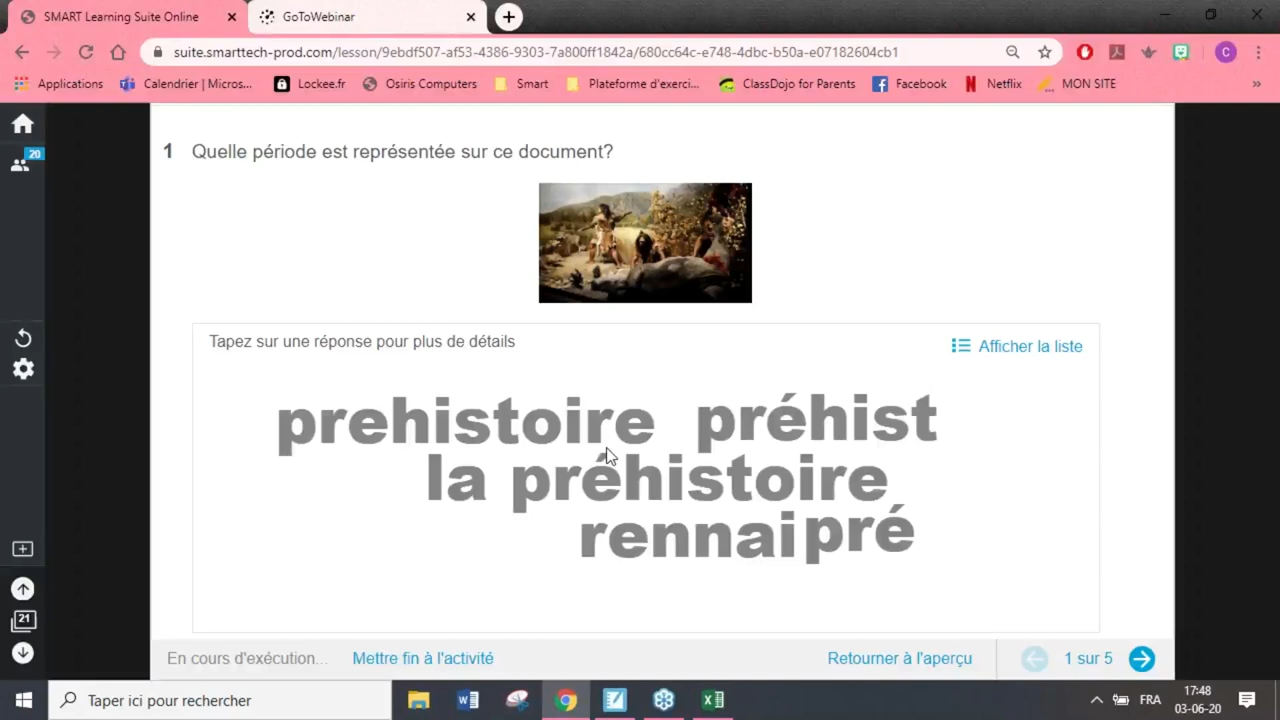 SMART Learning Suite Online
GoToWebinar
suite.smarttech-prod.com/lesson/9ebdf507-af53-4386-9303-7a800ff1842a/680cc64c-e748-4dbc-b50a-e07182604cb1
C
Applications
Calendrier | Micros...
Lockee.fr
Osiris Computers
Smart
Plateforme d'exerci...
ClassDojo for Parents
Facebook
Netflix
MON SITE
»
20
1 Quelle période est représentée sur ce document?
Tapez sur une réponse pour plus de détails
Afficher la liste
prehistoire préhist
la préhistoire
rennai pré
21
En cours d'exécution...
Mettre fin à l'activité
Retourner à l'aperçu
1 sur 5
Taper ici pour rechercher
FRA
17:48
03-06-20